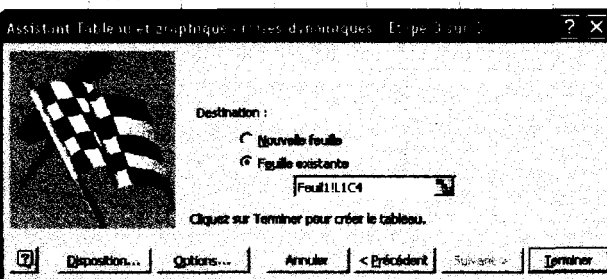 Assistant Tableau et graphique croisés dynamiques Etape 3 sur 3
Destination :
Nouvelle feuille
Feuille existante
Feuil1!L1C4
Cliquez sur Terminer pour créer le tableau.
Disposition... Options... Annuler < Précédent Suivant > Terminer